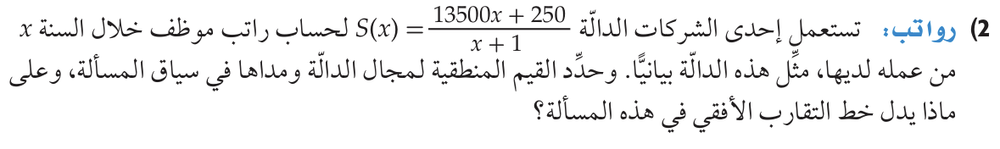 2) رواتب: تستعمل إحدى الشركات الدالّة S(x) = \frac{13500x + 250}{x + 1} لحساب راتب موظف خلال السنة x
من عمله لديها، مثِّل هذه الدالّة بيانيًّا. وحدِّد القيم المنطقية لمجال الدالّة ومداها في سياق المسألة، وعلى
ماذا يدل خط التقارب الأفقي في هذه المسألة؟